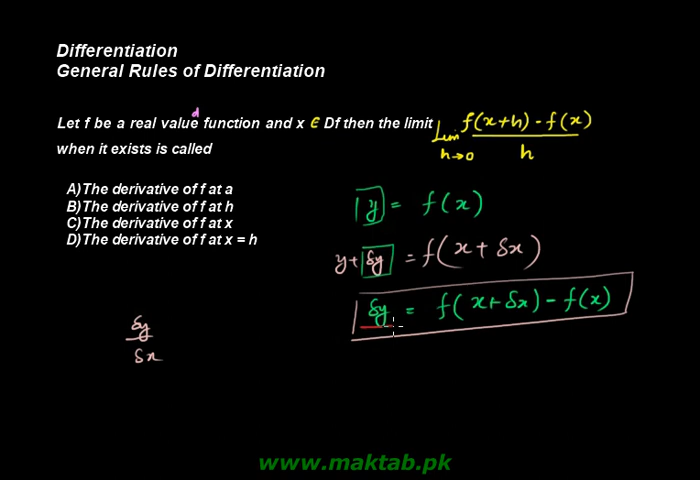 Differentiation
General Rules of Differentiation
Let f be a real valued function and x ∈ Df then the limit Lim h→0 f(x+h) - f(x) / h
when it exists is called
A)The derivative of f at a
B)The derivative of f at h
C)The derivative of f at x
D)The derivative of f at x = h
y = f(x)
y + δy = f(x + δx)
δy = f(x + δx) - f(x)
δy
δx
www.maktab.pk